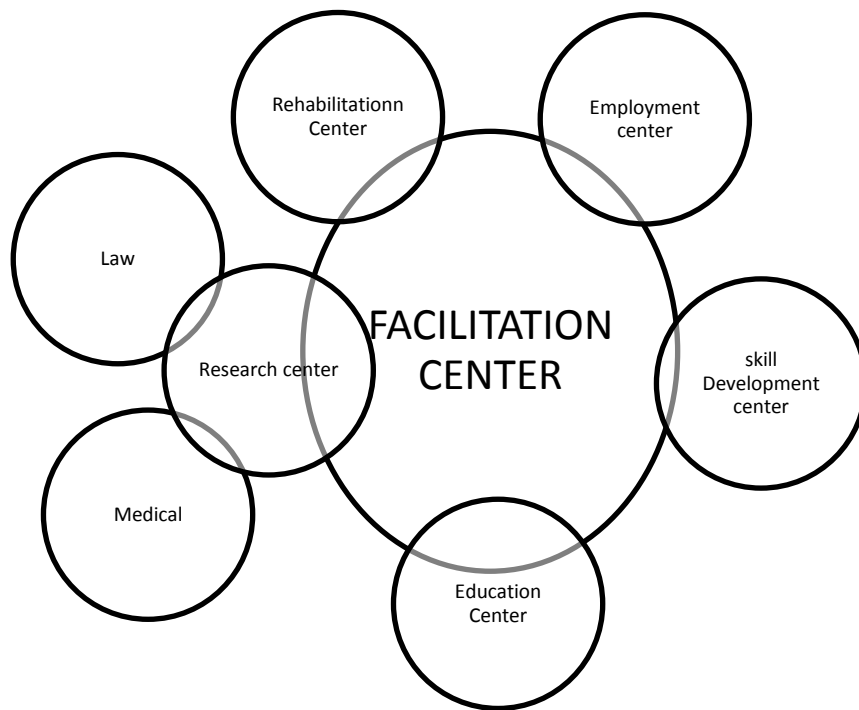 Rehabilitationn
Center
Employment
center
Law
FACILITATION
CENTER
Research center
skill
Development
center
Medical
Education
Center